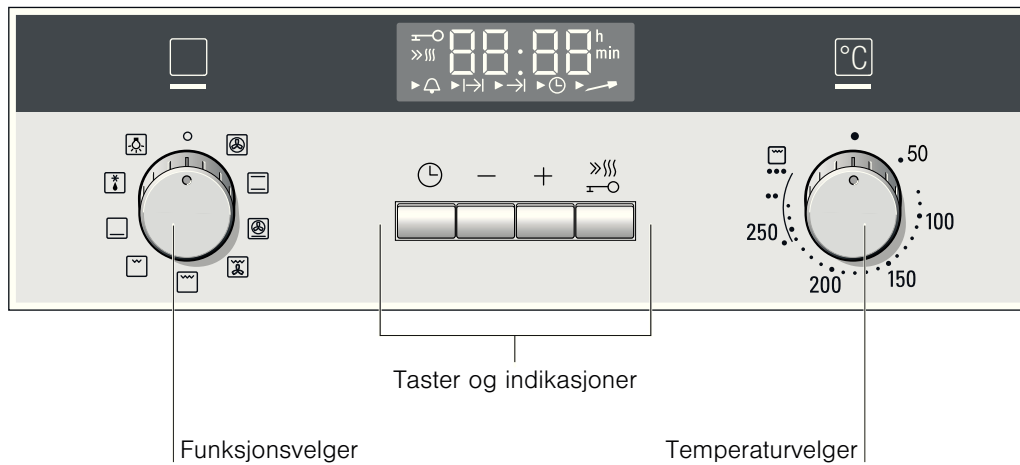 88:88 h
min
°C
50
100
150
200
250
Taster og indikasjoner
Funksjonsvelger
Temperaturvelger